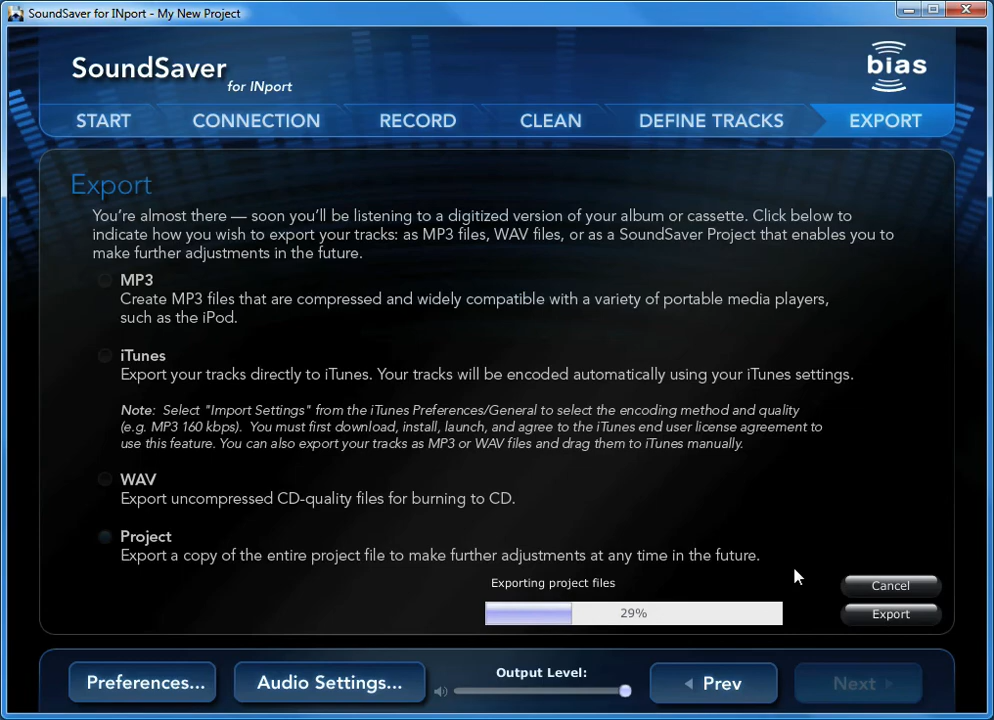 SoundSaver for INport - My New Project
SoundSaver
for INport
bias
START CONNECTION RECORD CLEAN DEFINE TRACKS EXPORT
Export
You're almost there — soon you'll be listening to a digitized version of your album or cassette. Click below to
indicate how you wish to export your tracks: as MP3 files, WAV files, or as a SoundSaver Project that enables you to
make further adjustments in the future.
MP3
Create MP3 files that are compressed and widely compatible with a variety of portable media players,
such as the iPod.
iTunes
Export your tracks directly to iTunes. Your tracks will be encoded automatically using your iTunes settings.
Note: Select "Import Settings" from the iTunes Preferences/General to select the encoding method and quality
(e.g. MP3 160 kbps). You must first download, install, launch, and agree to the iTunes end user license agreement to
use this feature. You can also export your tracks as MP3 or WAV files and drag them to iTunes manually.
WAV
Export uncompressed CD-quality files for burning to CD.
Project
Export a copy of the entire project file to make further adjustments at any time in the future.
Exporting project files
Cancel
29%
Export
Output Level:
Preferences... Audio Settings... Prev Next